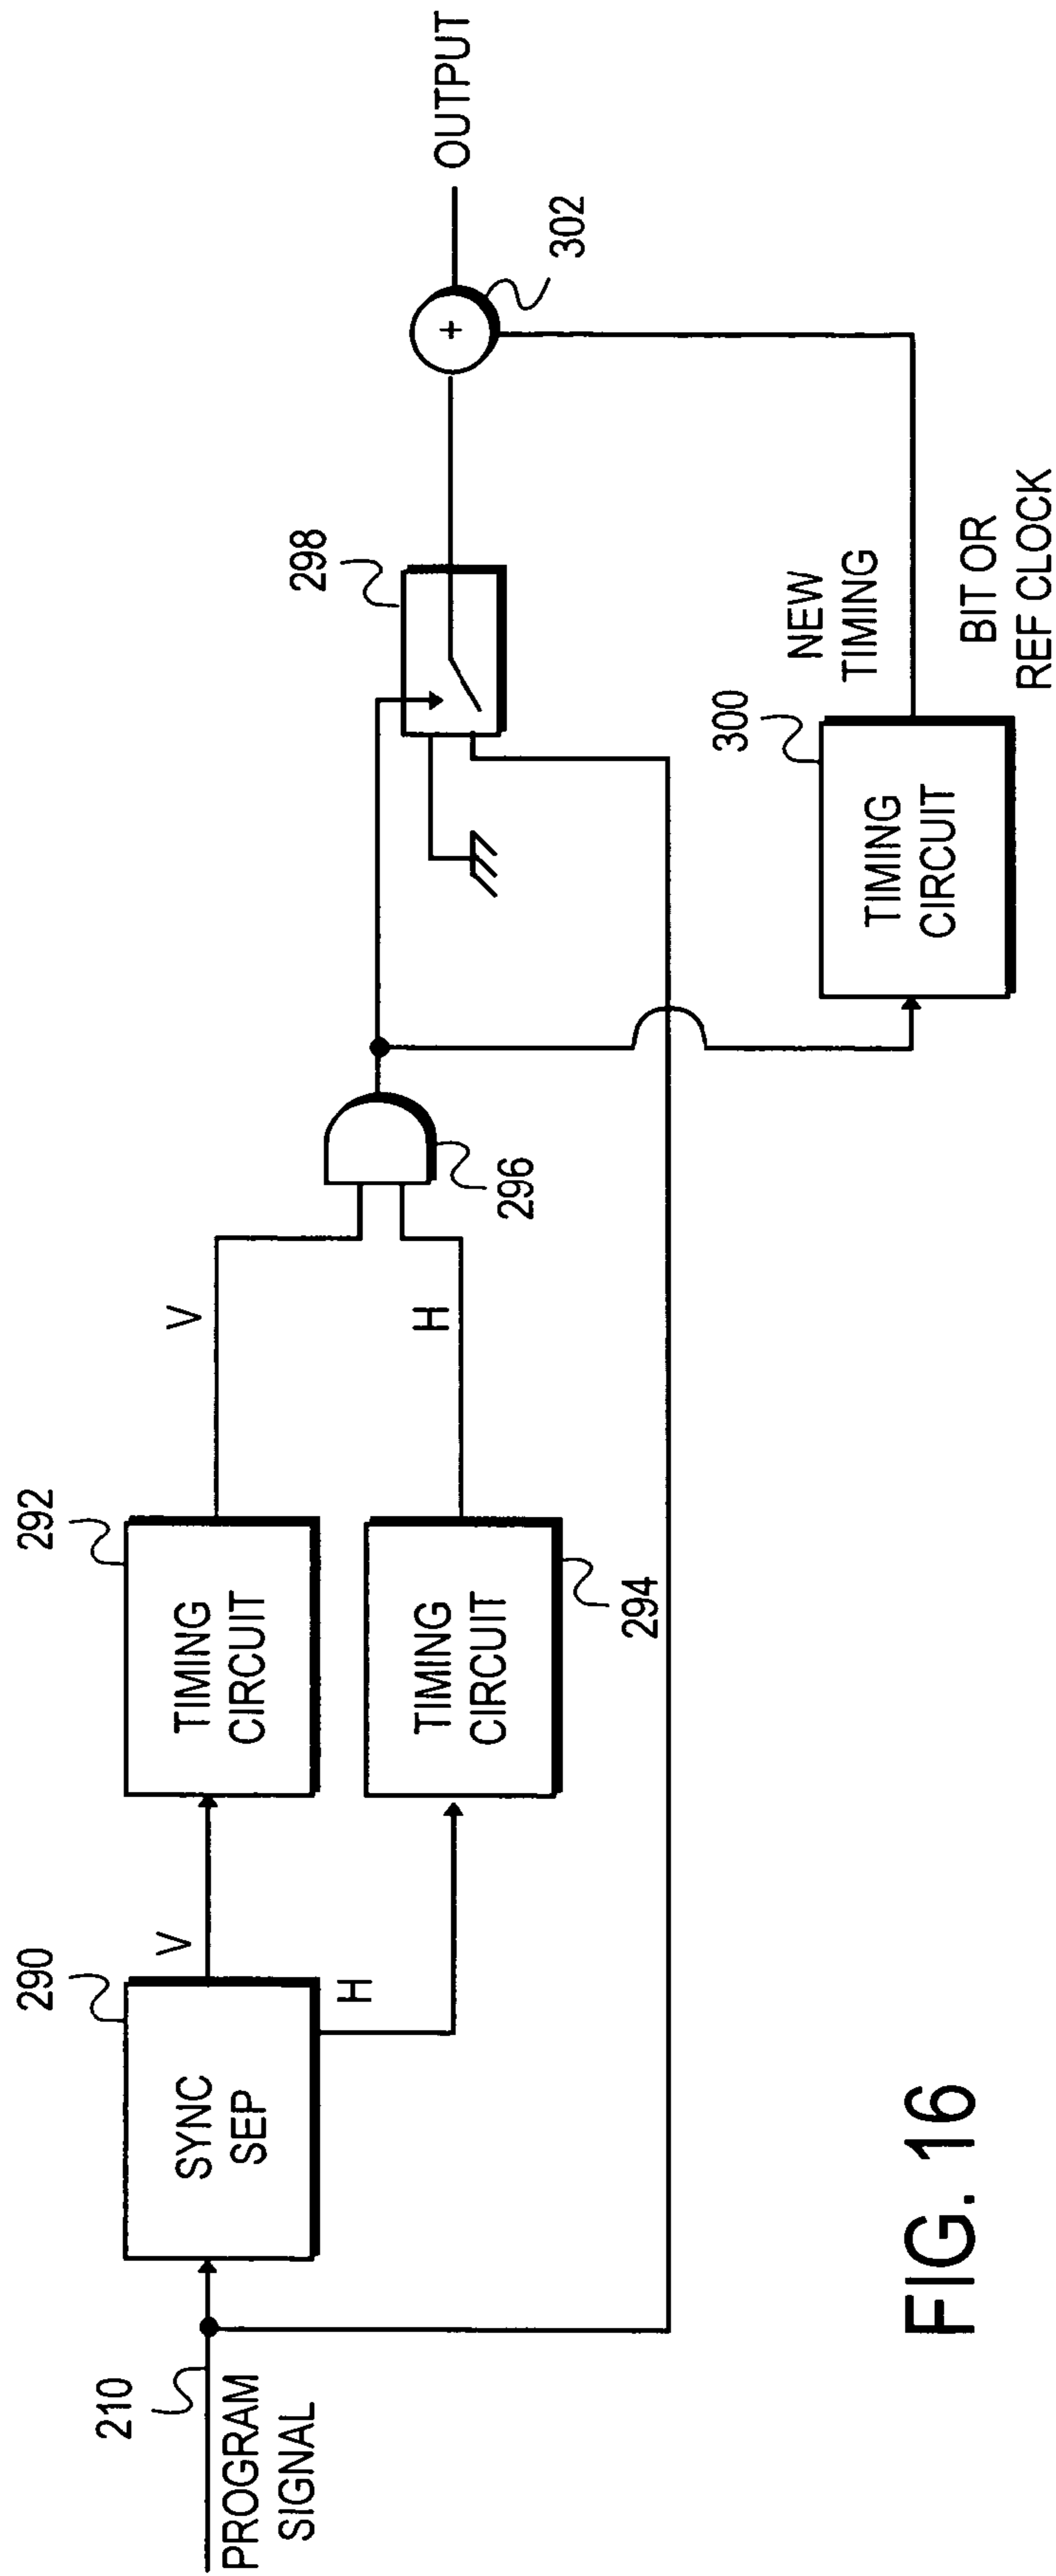 210
PROGRAM
SIGNAL
290
SYNC
SEP
V
H
292
TIMING
CIRCUIT
294
TIMING
CIRCUIT
V
H
296
298
300
TIMING
CIRCUIT
NEW
TIMING
BIT OR
REF CLOCK
+
302
OUTPUT
FIG. 16